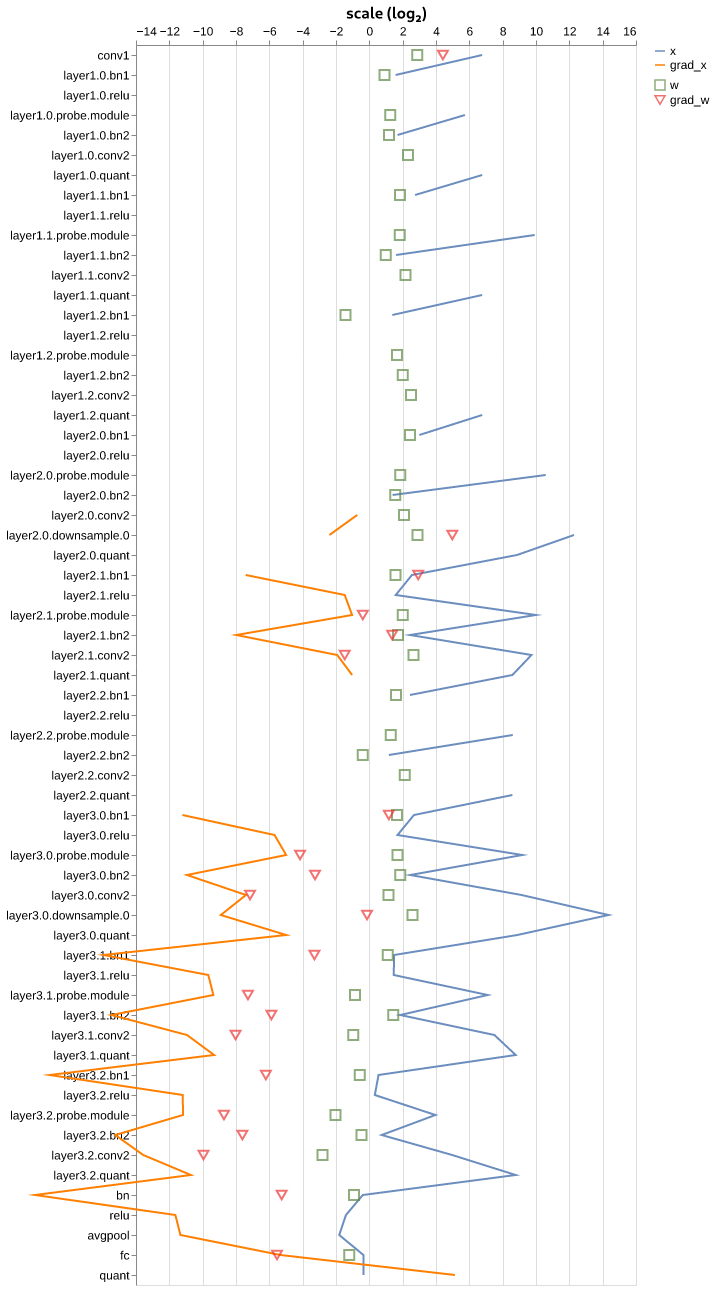 scale (log₂)
−14 −12 −10 −8 −6 −4 −2 0 2 4 6 8 10 12 14 16
x
grad_x
w
grad_w
conv1
layer1.0.bn1
layer1.0.relu
layer1.0.probe.module
layer1.0.bn2
layer1.0.conv2
layer1.0.quant
layer1.1.bn1
layer1.1.relu
layer1.1.probe.module
layer1.1.bn2
layer1.1.conv2
layer1.1.quant
layer1.2.bn1
layer1.2.relu
layer1.2.probe.module
layer1.2.bn2
layer1.2.conv2
layer1.2.quant
layer2.0.bn1
layer2.0.relu
layer2.0.probe.module
layer2.0.bn2
layer2.0.conv2
layer2.0.downsample.0
layer2.0.quant
layer2.1.bn1
layer2.1.relu
layer2.1.probe.module
layer2.1.bn2
layer2.1.conv2
layer2.1.quant
layer2.2.bn1
layer2.2.relu
layer2.2.probe.module
layer2.2.bn2
layer2.2.conv2
layer2.2.quant
layer3.0.bn1
layer3.0.relu
layer3.0.probe.module
layer3.0.bn2
layer3.0.conv2
layer3.0.downsample.0
layer3.0.quant
layer3.1.bn1
layer3.1.relu
layer3.1.probe.module
layer3.1.bn2
layer3.1.conv2
layer3.1.quant
layer3.2.bn1
layer3.2.relu
layer3.2.probe.module
layer3.2.bn2
layer3.2.conv2
layer3.2.quant
bn
relu
avgpool
fc
quant